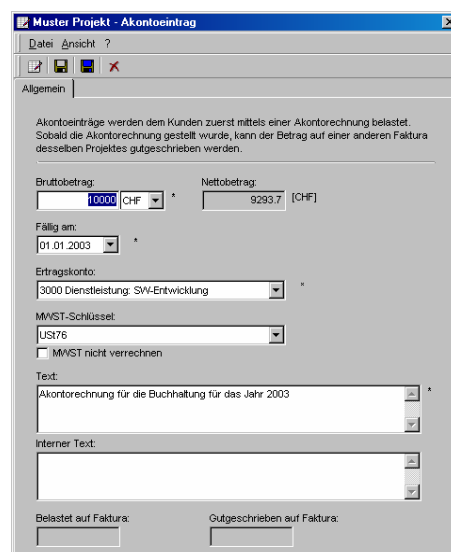 Muster Projekt - Akontoeintrag
Datei Ansicht ?
Allgemein
Akontoeinträge werden dem Kunden zuerst mittels einer Akontorechnung belastet.
Sobald die Akontorechnung gestellt wurde, kann der Betrag auf einer anderen Faktura
desselben Projektes gutgeschrieben werden.
Bruttobetrag: Nettobetrag:
10000 CHF * 9293.7 [CHF]
Fällig am:
01.01.2003 *
Ertragskonto:
3000 Dienstleistung: SW-Entwicklung *
MWST-Schlüssel:
USt76
MWST nicht verrechnen
Text:
Akontorechnung für die Buchhaltung für das Jahr 2003 *
Interner Text:
Belastet auf Faktura: Gutgeschrieben auf Faktura: